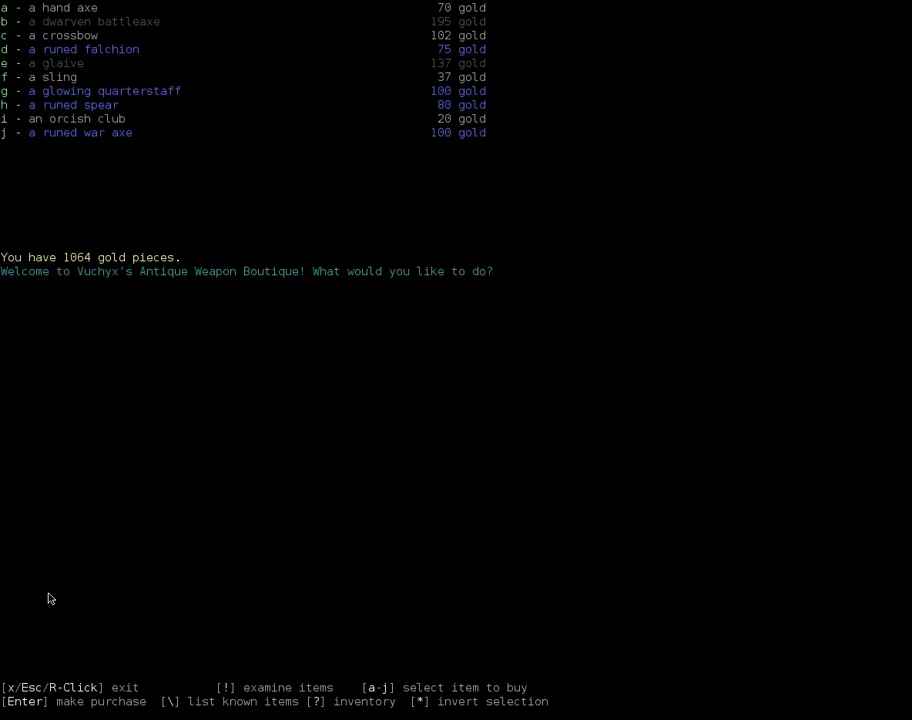 a - a hand axe 70 gold
b - a dwarven battleaxe 195 gold
c - a crossbow 102 gold
d - a runed falchion 75 gold
e - a glaive 137 gold
f - a sling 37 gold
g - a glowing quarterstaff 100 gold
h - a runed spear 80 gold
i - an orcish club 20 gold
j - a runed war axe 100 gold
You have 1064 gold pieces.
Welcome to Vuchyx's Antique Weapon Boutique! What would you like to do?
[x/Esc/R-Click] exit [!] examine items [a-j] select item to buy
[Enter] make purchase [\] list known items [?] inventory [*] invert selection